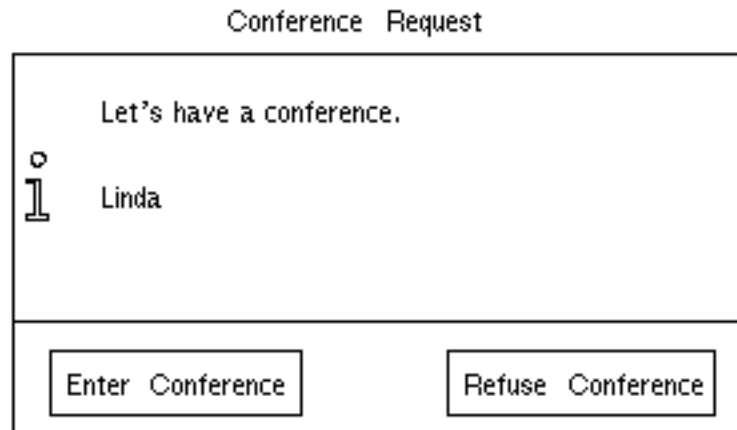 Conference Request
Let's have a conference.
Linda
Enter Conference
Refuse Conference